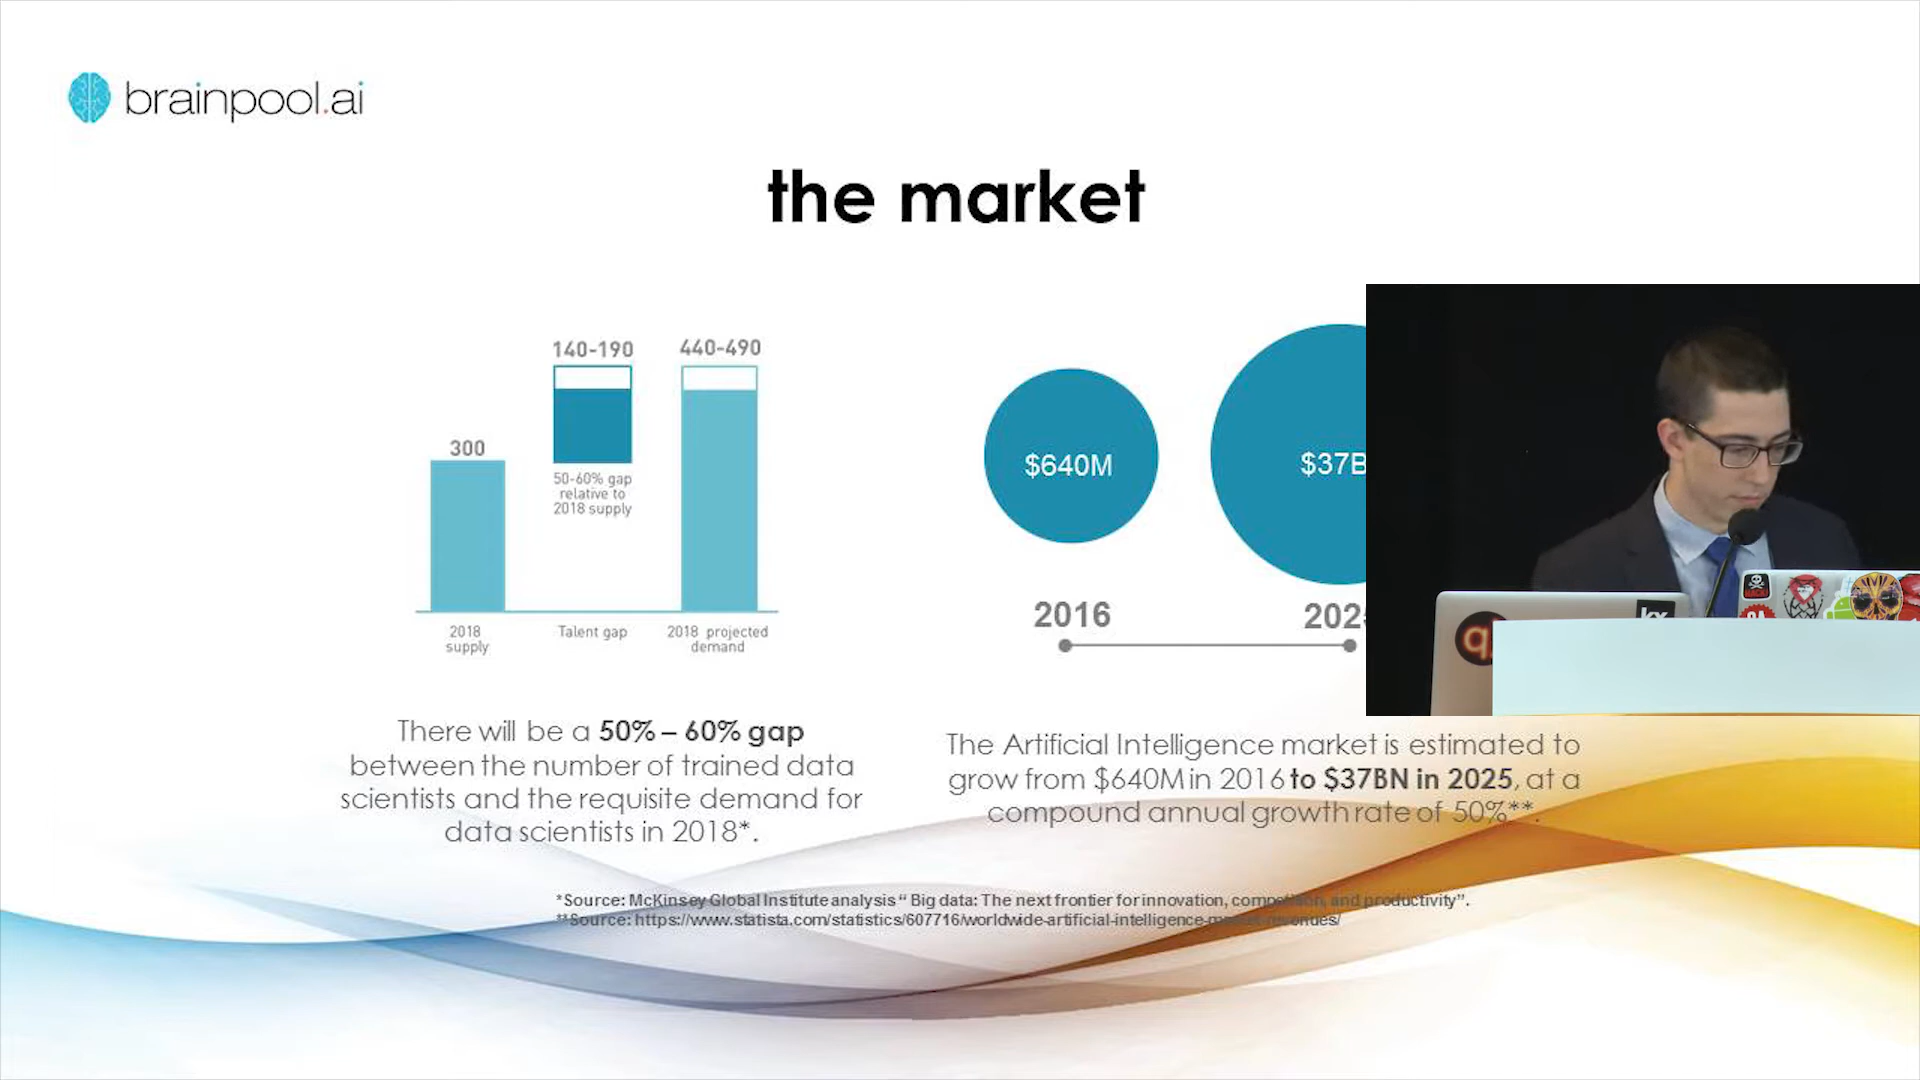 brainpool.ai
the market
140-190
440-490
300
50-60% gap
relative to
2018 supply
2018
supply
Talent gap
2018 projected
demand
$640M
$37B
2016
202
There will be a 50% – 60% gap
between the number of trained data
scientists and the requisite demand for
data scientists in 2018*.
The Artificial Intelligence market is estimated to
grow from $640M in 2016 to $37BN in 2025, at a
compound annual growth rate of 50%**.
*Source: McKinsey Global Institute analysis “ Big data: The next frontier for innovation, competition, and productivity”.
**Source: https://www.statista.com/statistics/607716/worldwide-artificial-intelligence-market-revenues/